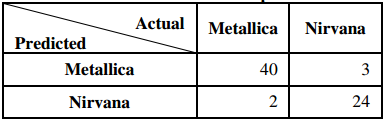 Actual Metallica Nirvana
Predicted
Metallica 40 3
Nirvana 2 24